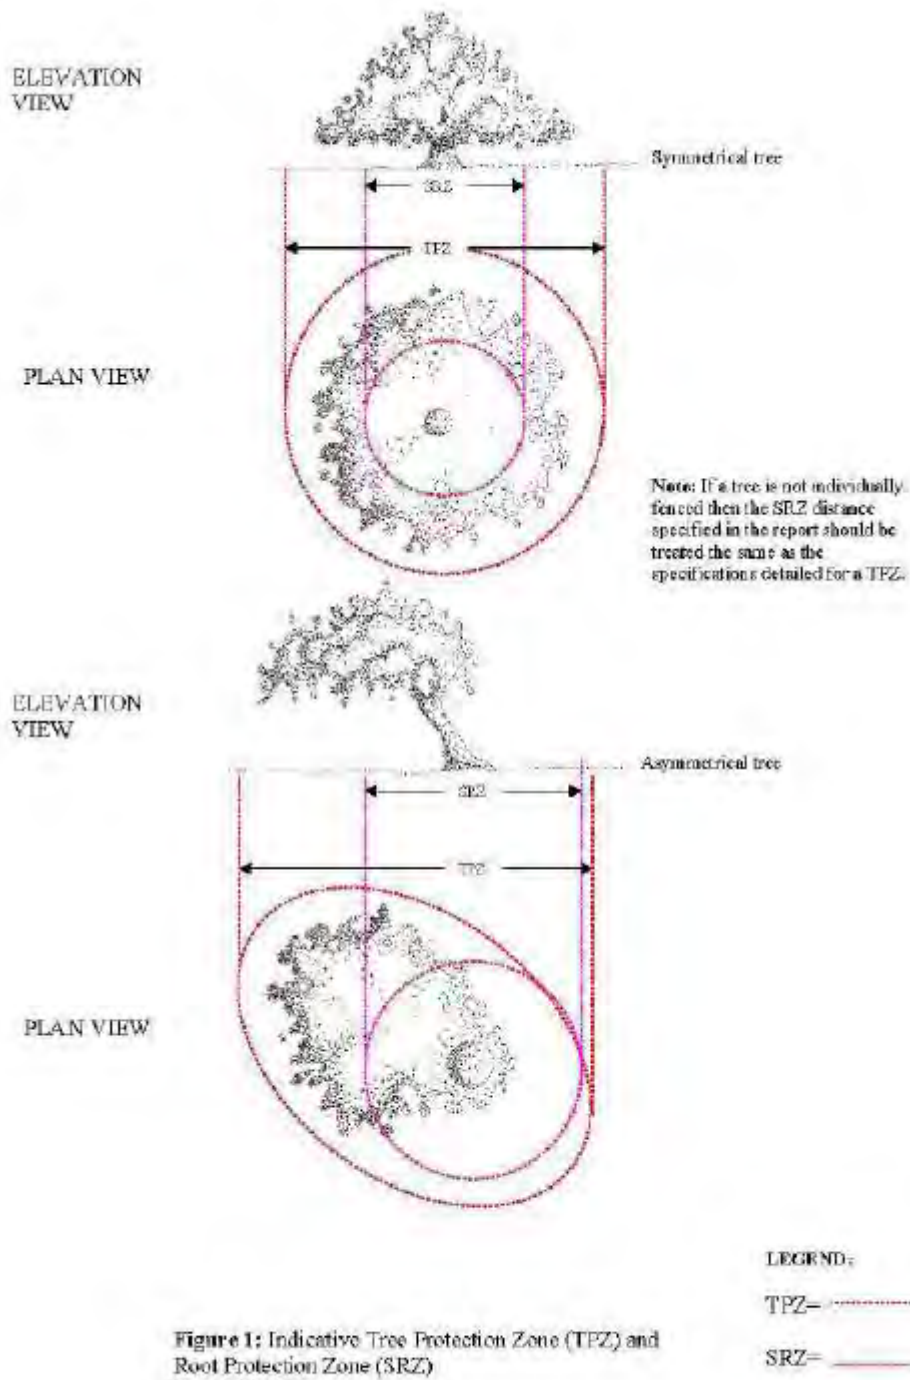 ELEVATION
VIEW
Symmetrical tree
SRZ
TPZ
PLAN VIEW
Note: If a tree is not individually
fenced then the SRZ distance
specified in the report should be
treated the same as the
specifications detailed for a TPZ.
ELEVATION
VIEW
Asymmetrical tree
SRZ
TPZ
PLAN VIEW
LEGEND:
TPZ=
SRZ=
Figure 1: Indicative Tree Protection Zone (TPZ) and
Root Protection Zone (SRZ)